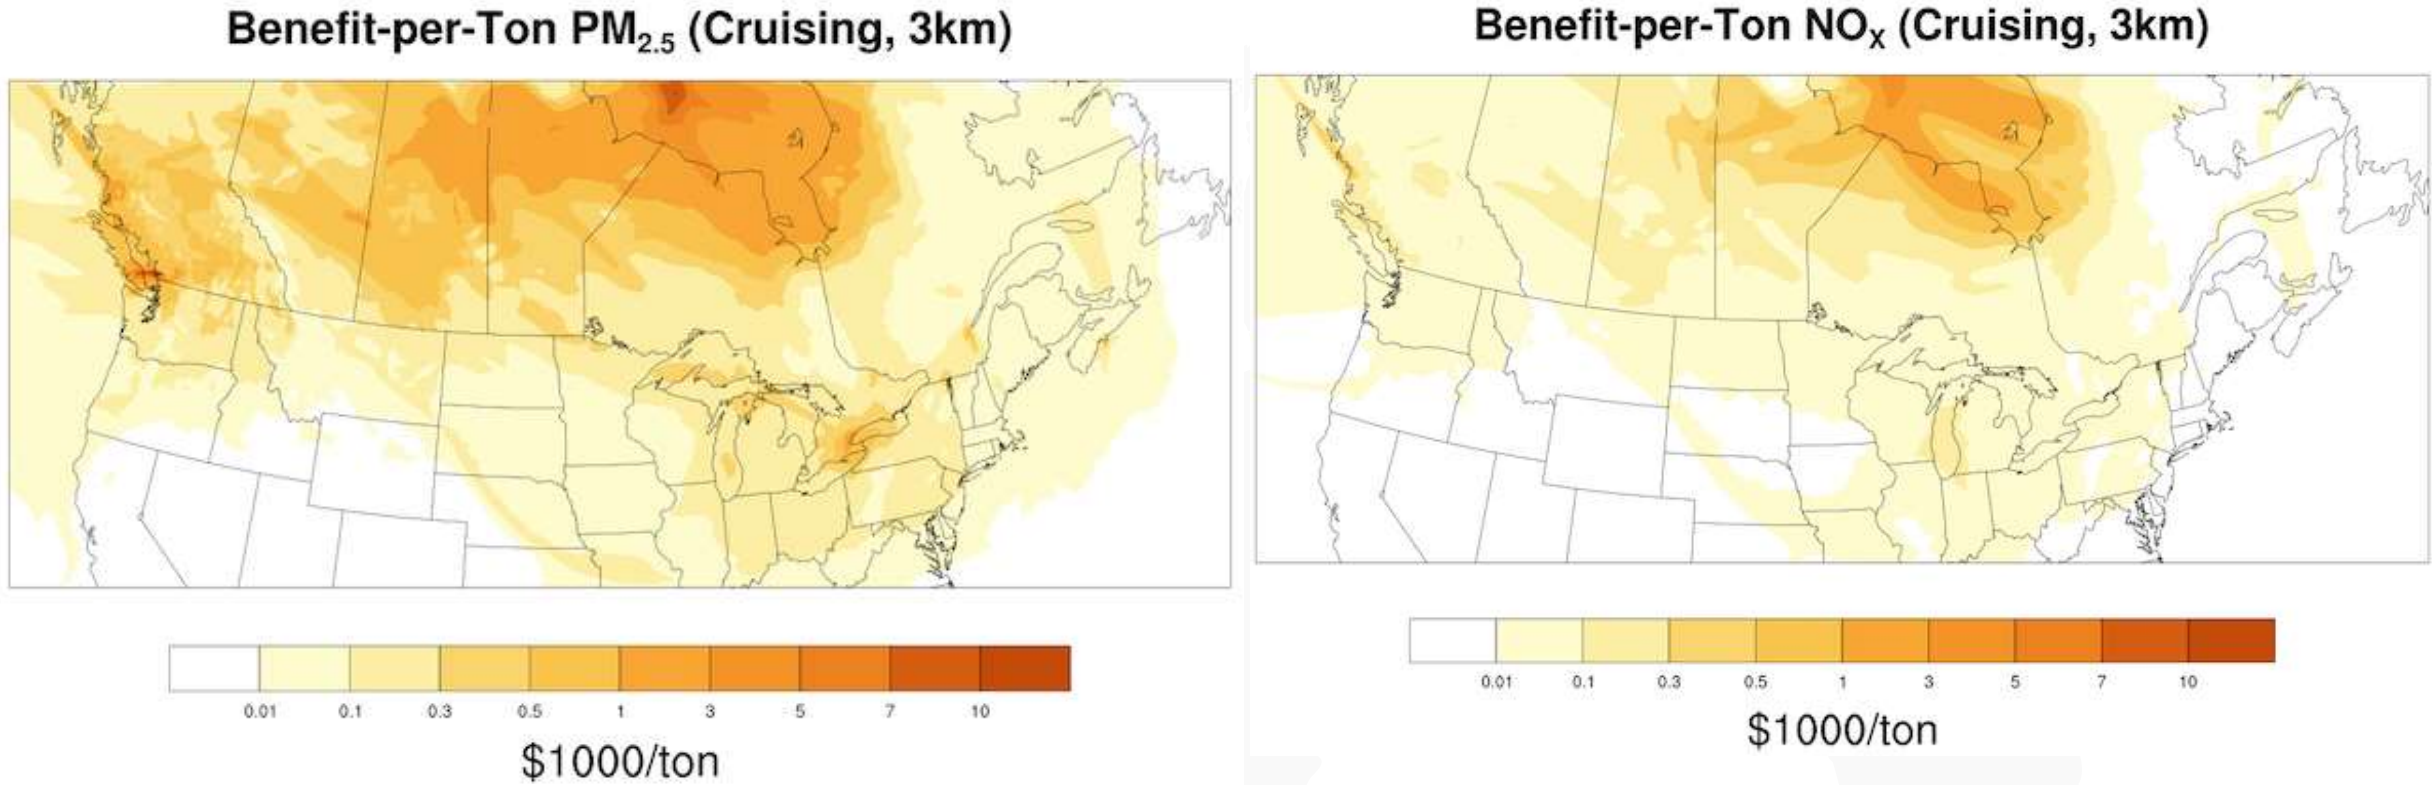 Benefit-per-Ton PM2.5 (Cruising, 3km)
0.01 0.1 0.3 0.5 1 3 5 7 10
$1000/ton
Benefit-per-Ton NOX (Cruising, 3km)
0.01 0.1 0.3 0.5 1 3 5 7 10
$1000/ton